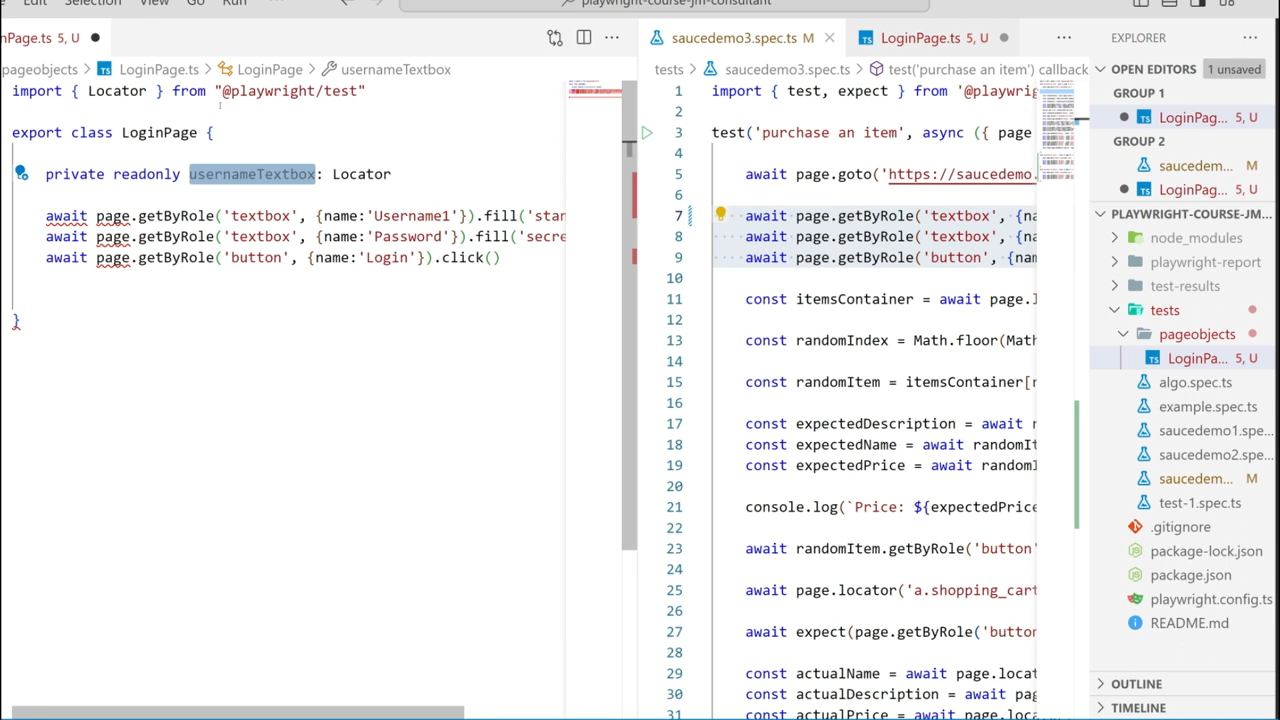 Edit Selection View Go Run playwright-course-jm-consultant
nPage.ts 5, U
pageobjects > LoginPage.ts > LoginPage > usernameTextbox
import { Locator } from "@playwright/test"
export class LoginPage {
private readonly usernameTextbox: Locator
await page.getByRole('textbox', {name:'Username1'}).fill('stan
await page.getByRole('textbox', {name:'Password'}).fill('secre
await page.getByRole('button', {name:'Login'}).click()
}
saucedemo3.spec.ts M
LoginPage.ts 5, U
tests > saucedemo3.spec.ts > test('purchase an item') callback
1 import { test, expect } from '@playwrig
2
3 test('purchase an item', async ({ page
4
5 await page.goto('https://saucedemo.
6
7 await page.getByRole('textbox', {na
8 await page.getByRole('textbox', {na
9 await page.getByRole('button', {nam
10
11 const itemsContainer = await page.l
12
13 const randomIndex = Math.floor(Math
14
15 const randomItem = itemsContainer[r
16
17 const expectedDescription = await r
18 const expectedName = await randomIt
19 const expectedPrice = await randomI
20
21 console.log(`Price: ${expectedPrice
22
23 await randomItem.getByRole('button'
24
25 await page.locator('a.shopping_cart
26
27 await expect(page.getByRole('button
28
29 const actualName = await page.locat
30 const actualDescription = await pag
31 const actualPrice = await page.locat
EXPLORER
OPEN EDITORS 1 unsaved
GROUP 1
LoginPag... 5, U
GROUP 2
saucedem... M
LoginPag... 5, U
PLAYWRIGHT-COURSE-JM-...
node_modules
playwright-report
test-results
tests
pageobjects
LoginPa... 5, U
algo.spec.ts
example.spec.ts
saucedemo1.spe...
saucedemo2.spe...
saucedem... M
test-1.spec.ts
.gitignore
package-lock.json
package.json
playwright.config.ts
README.md
OUTLINE
TIMELINE